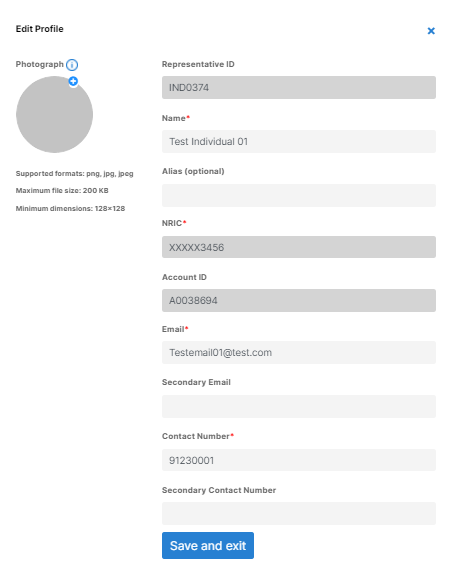 Edit Profile
Photograph
Supported formats: png, jpg, jpeg
Maximum file size: 200 KB
Minimum dimensions: 128x128
Representative ID
IND0374
Name*
Test Individual 01
Alias (optional)
NRIC*
XXXXX3456
Account ID
A0038694
Email*
Testemail01@test.com
Secondary Email
Contact Number*
91230001
Secondary Contact Number
Save and exit